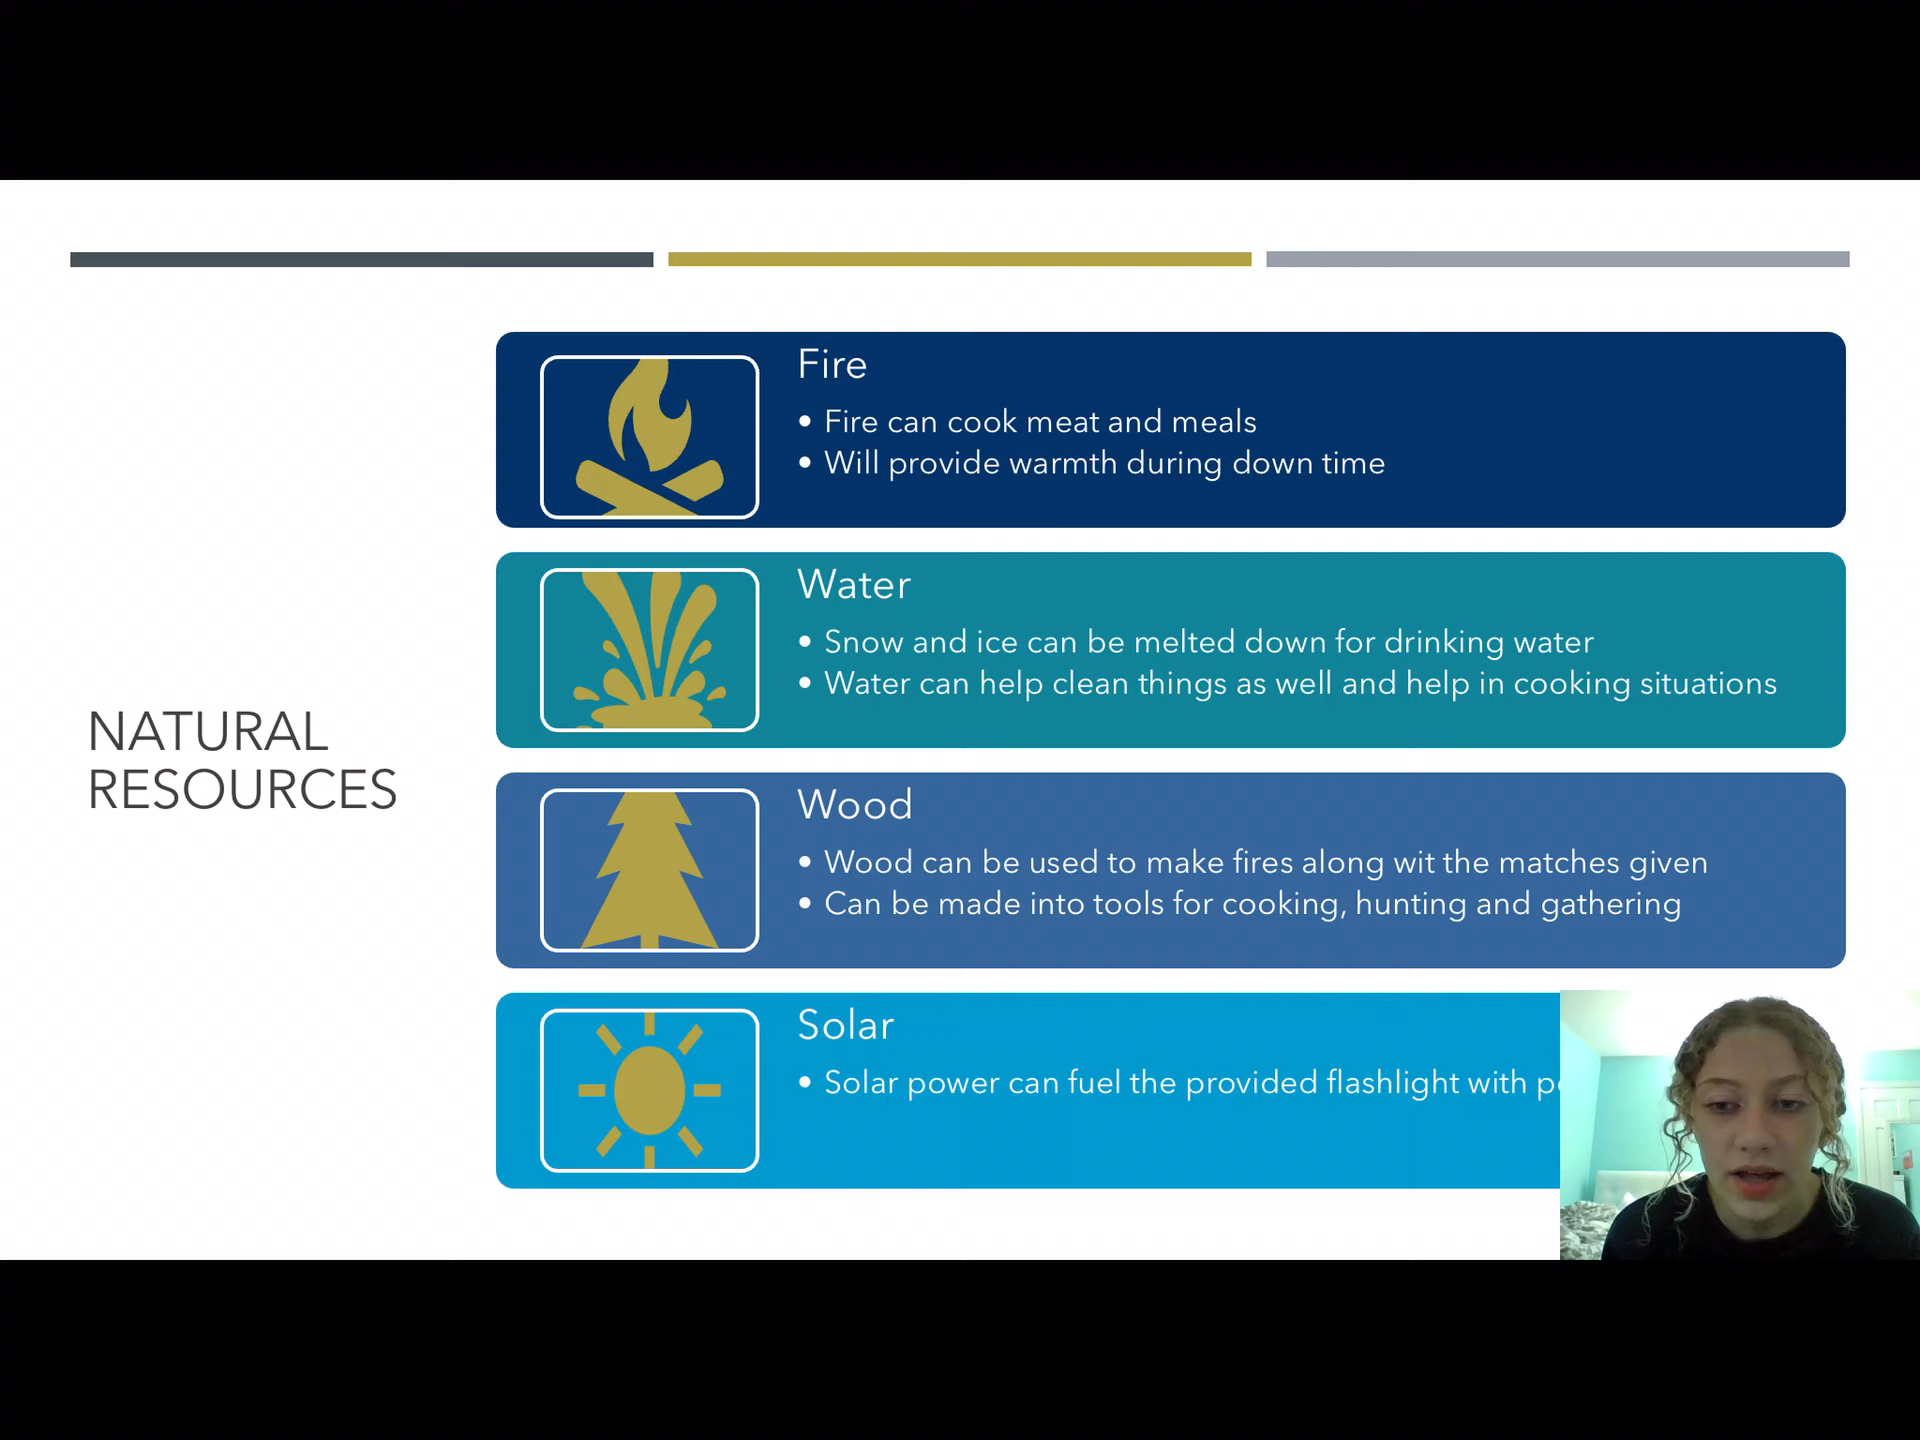 NATURAL
RESOURCES
Fire
• Fire can cook meat and meals
• Will provide warmth during down time
Water
• Snow and ice can be melted down for drinking water
• Water can help clean things as well and help in cooking situations
Wood
• Wood can be used to make fires along wit the matches given
• Can be made into tools for cooking, hunting and gathering
Solar
• Solar power can fuel the provided flashlight with